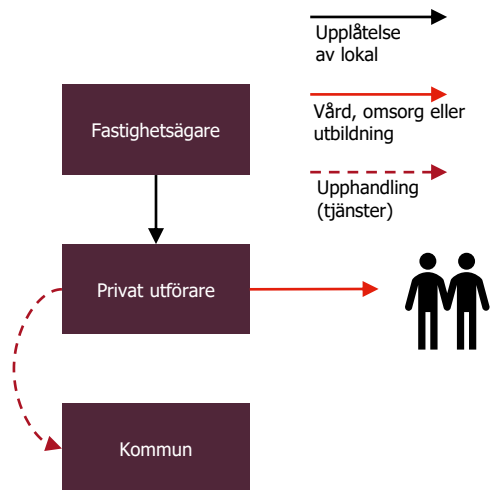 Upplåtelse
av lokal
Fastighetsägare
Vård, omsorg eller
utbildning
Upphandling
(tjänster)
Privat utförare
Kommun